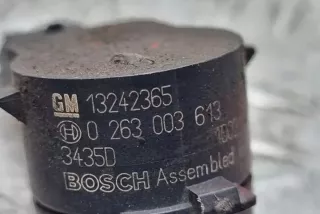 GM 13242365
0 263 003 613
3435D
BOSCH Assembled